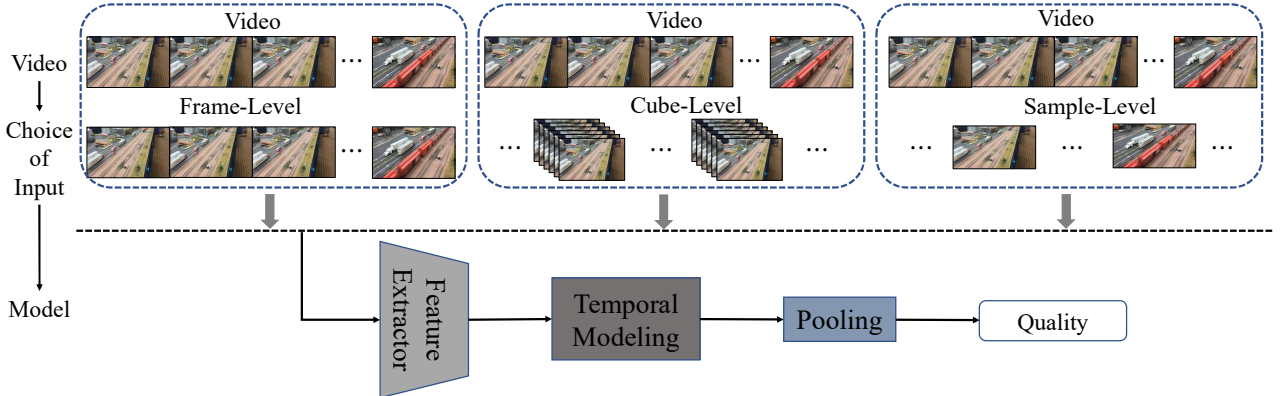 Video
Choice
of
Input
Model
Video
...
Frame-Level
...
Video
...
Cube-Level
... ... ...
Video
...
Sample-Level
... ... ...
Feature
Extractor
Temporal
Modeling
Pooling
Quality